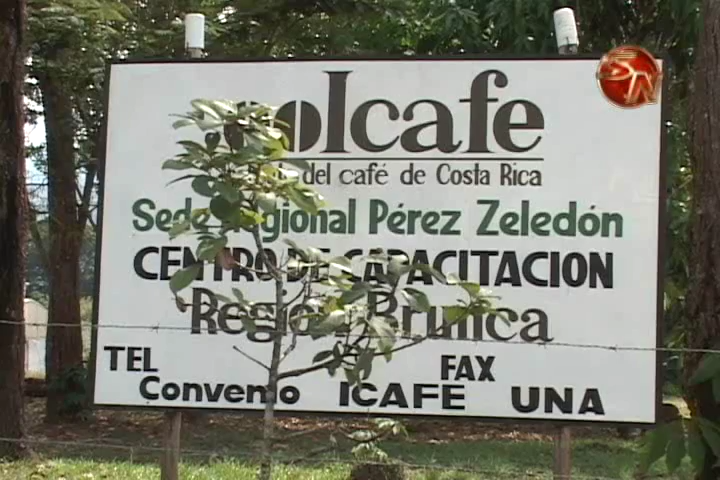 olcafe
del café de Costa Rica
Sede Regional Pérez Zeledón
CENTRO DE CAPACITACION
Region Brunca
TEL FAX
Convenio ICAFE UNA